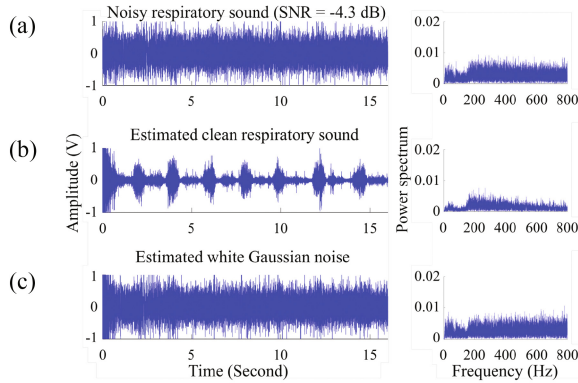 (a)
Noisy respiratory sound (SNR = -4.3 dB)
1
0
-1
0 5 10 15
0.02
0.01
0
0 200 400 600 800
(b)
Estimated clean respiratory sound
Amplitude (V)
1
0
-1
0 5 10 15
Power spectrum
0.02
0.01
0
0 200 400 600 800
(c)
Estimated white Gaussian noise
1
0
-1
0 5 10 15
Time (Second)
0.02
0.01
0
0 200 400 600 800
Frequency (Hz)